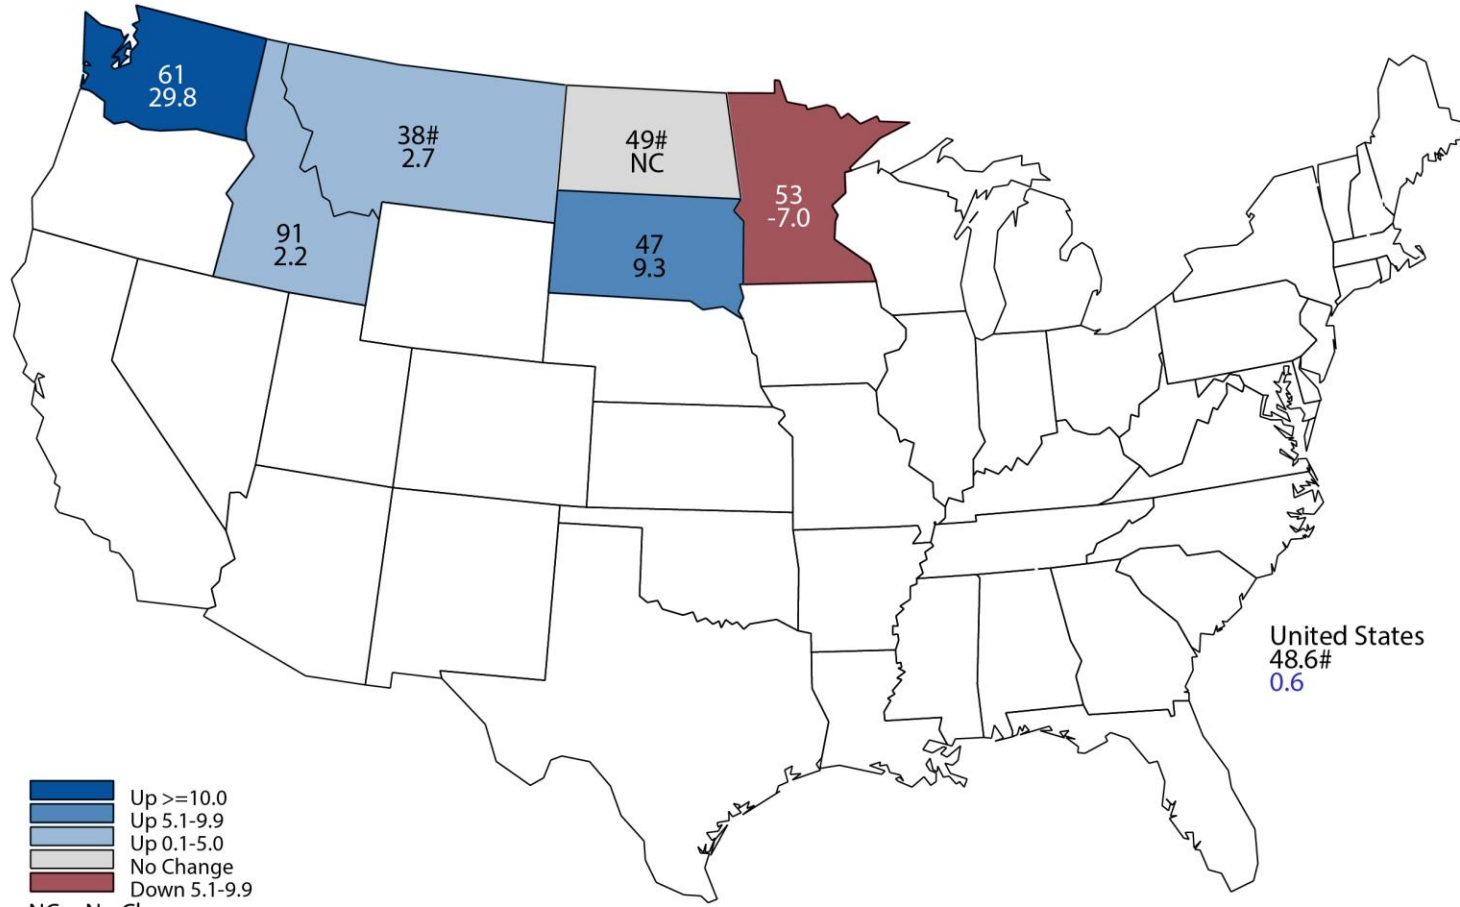 61
29.8
38#
2.7
49#
NC
53
-7.0
91
2.2
47
9.3
United States
48.6#
0.6
Up >=10.0
Up 5.1-9.9
Up 0.1-5.0
No Change
Down 5.1-9.9